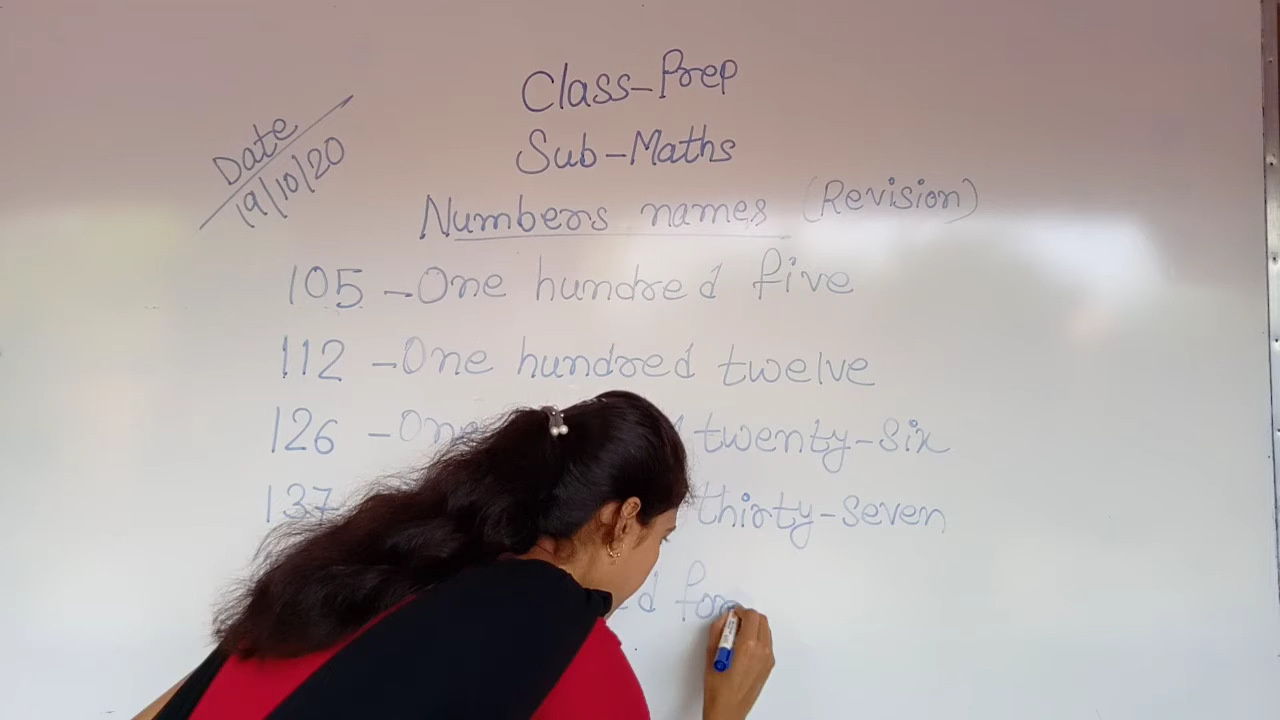 Class-Prep
Sub-Maths
Date
19/10/20
Numbers names (Revision)
105 - One hundred five
112 - One hundred twelve
126 - One twenty-six
137 thirty-seven